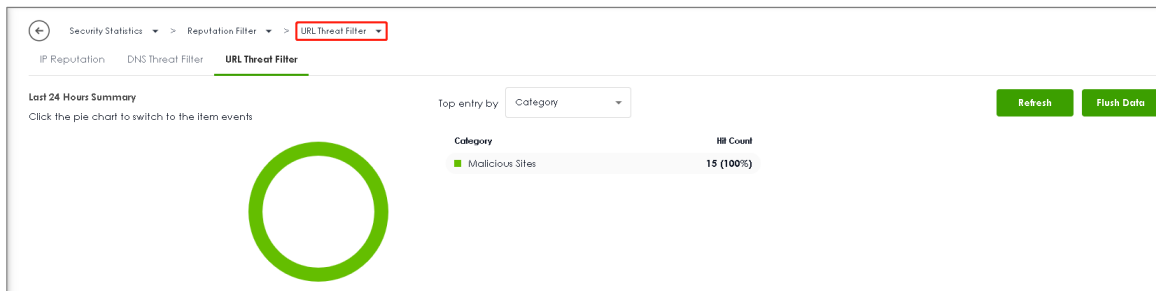 Security Statistics > Reputation Filter > URL Threat Filter
IP Reputation DNS Threat Filter URL Threat Filter
Last 24 Hours Summary
Click the pie chart to switch to the item events
Top entry by Category
Refresh Flush Data
Category Hit Count
Malicious Sites 15 (100%)